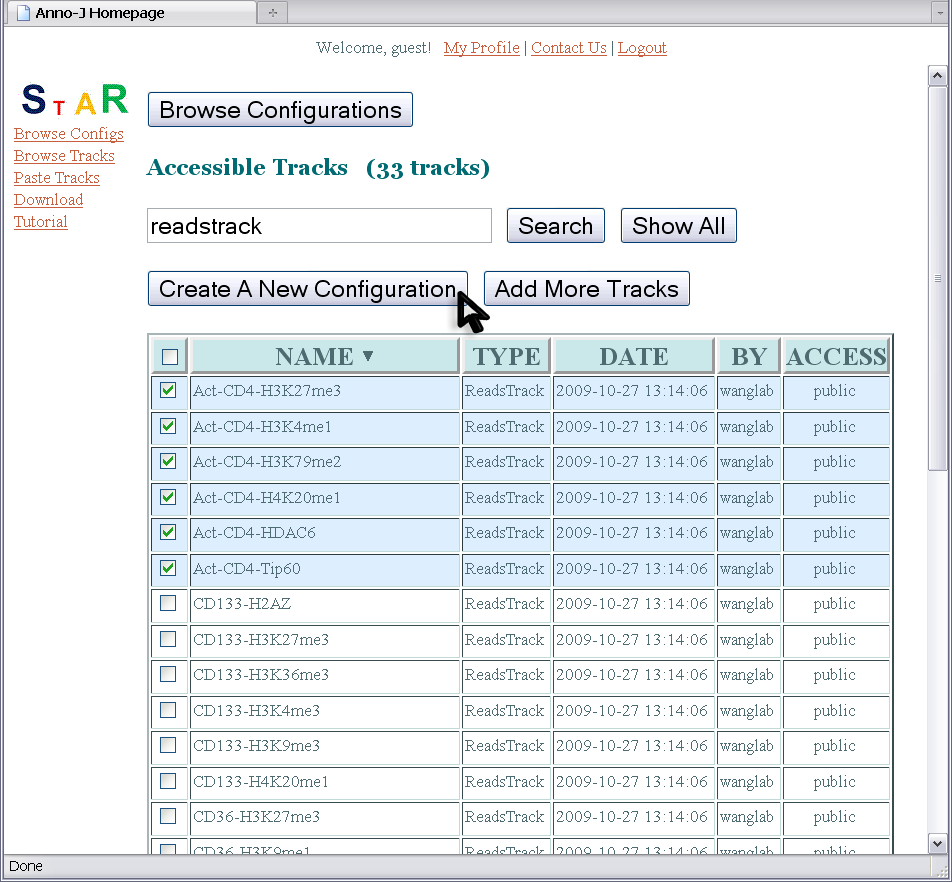 Anno-J Homepage
Welcome, guest! My Profile | Contact Us | Logout
STAR
Browse Configs
Browse Tracks
Paste Tracks
Download
Tutorial
Browse Configurations
Accessible Tracks (33 tracks)
readstrack Search Show All
Create A New Configuration Add More Tracks
NAME ▼ TYPE DATE BY ACCESS
Act-CD4-H3K27me3 ReadsTrack 2009-10-27 13:14:06 wanglab public
Act-CD4-H3K4me1 ReadsTrack 2009-10-27 13:14:06 wanglab public
Act-CD4-H3K79me2 ReadsTrack 2009-10-27 13:14:06 wanglab public
Act-CD4-H4K20me1 ReadsTrack 2009-10-27 13:14:06 wanglab public
Act-CD4-HDAC6 ReadsTrack 2009-10-27 13:14:06 wanglab public
Act-CD4-Tip60 ReadsTrack 2009-10-27 13:14:06 wanglab public
CD133-H2AZ ReadsTrack 2009-10-27 13:14:06 wanglab public
CD133-H3K27me3 ReadsTrack 2009-10-27 13:14:06 wanglab public
CD133-H3K36me3 ReadsTrack 2009-10-27 13:14:06 wanglab public
CD133-H3K4me3 ReadsTrack 2009-10-27 13:14:06 wanglab public
CD133-H3K9me3 ReadsTrack 2009-10-27 13:14:06 wanglab public
CD133-H4K20me1 ReadsTrack 2009-10-27 13:14:06 wanglab public
CD36-H3K27me3 ReadsTrack 2009-10-27 13:14:06 wanglab public
CD36-H3K9me1 ReadsTrack 2009-10-27 13:14:06 wanglab public
Done